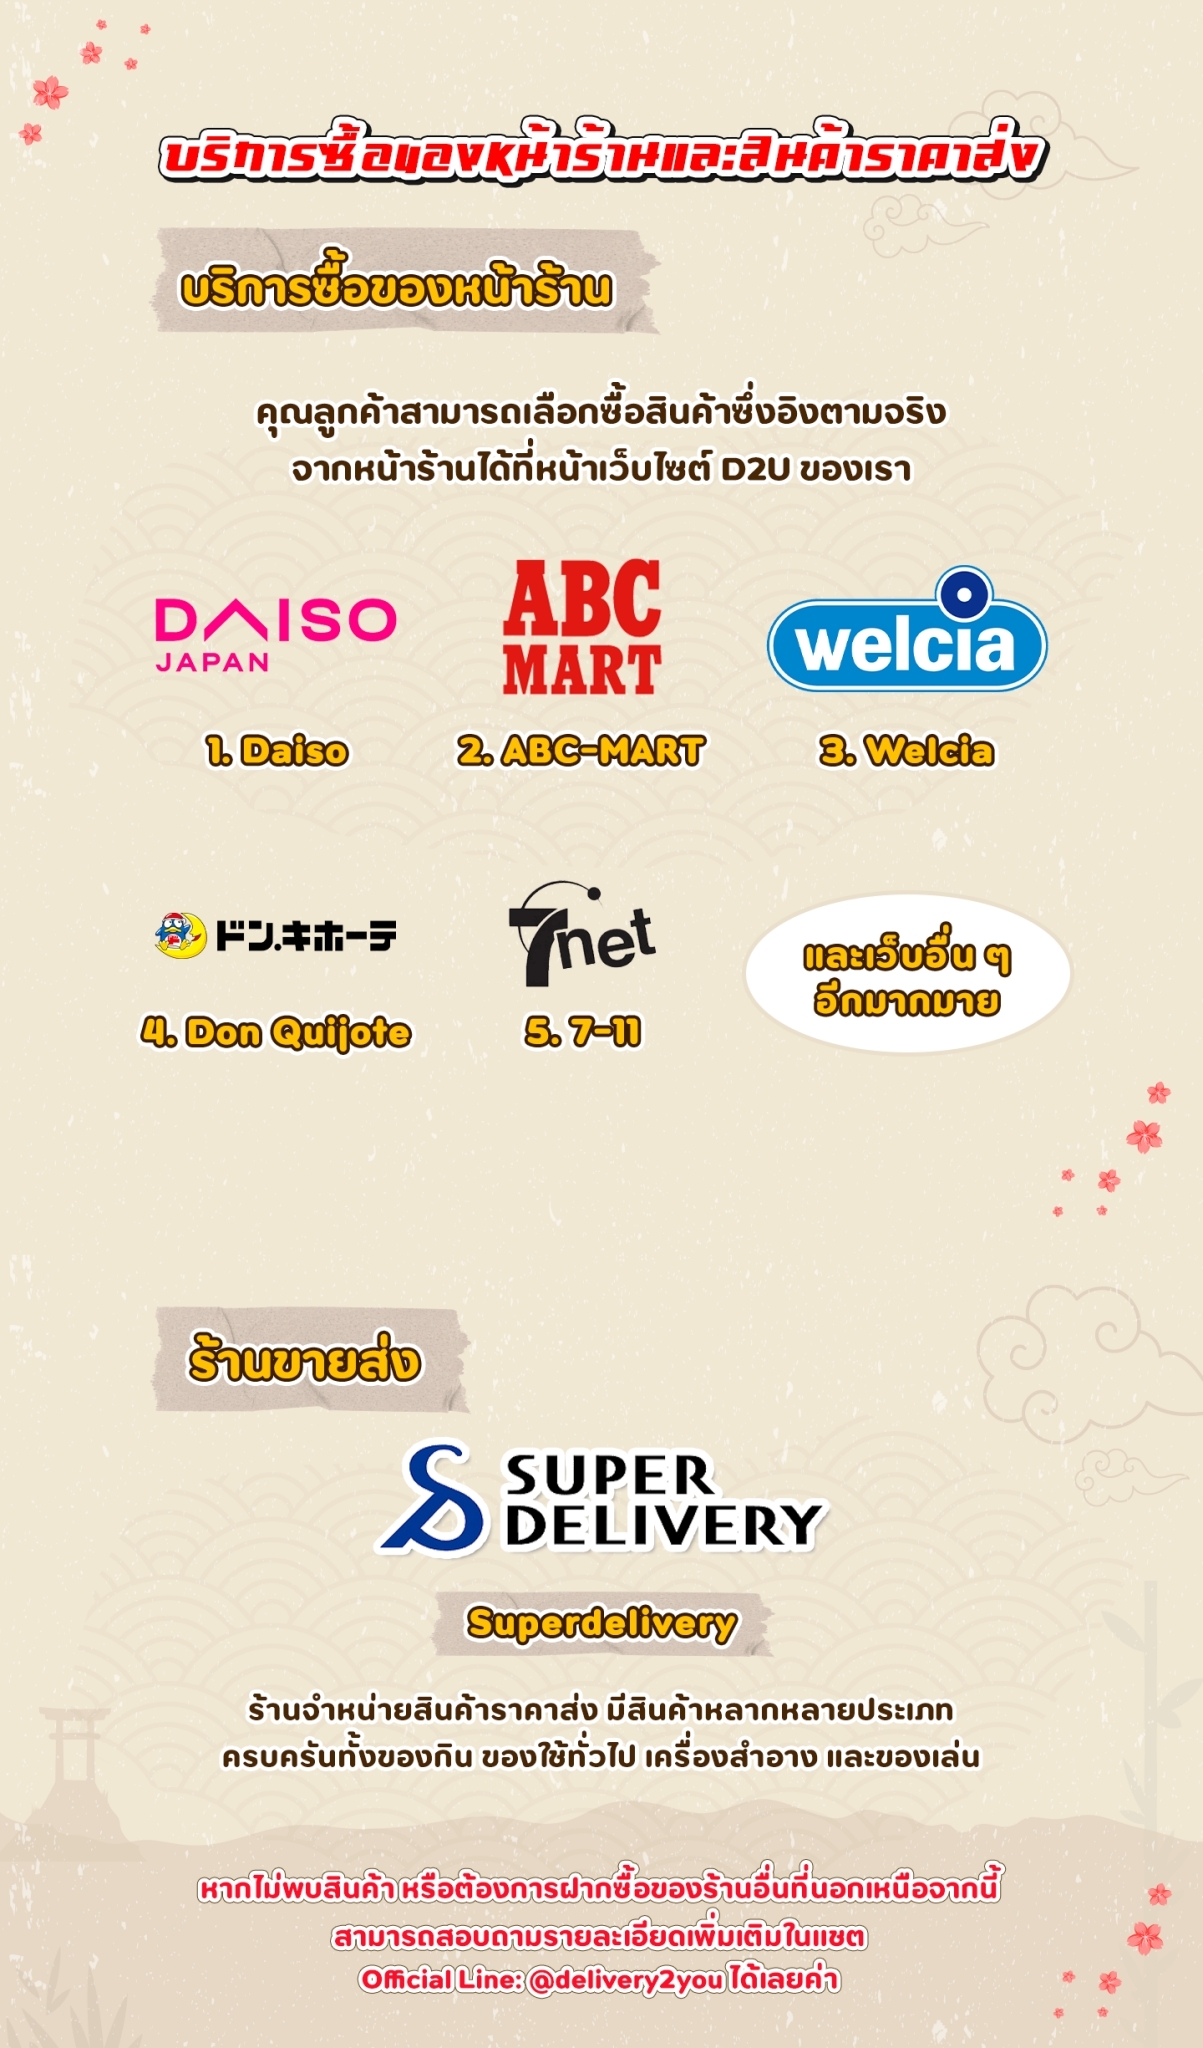 บริการซื้อของหน้าร้านและสินค้าราคาส่ง
บริการซื้อของหน้าร้าน
คุณลูกค้าสามารถเลือกซื้อสินค้าซึ่งอิงตามจริง
จากหน้าร้านได้ที่หน้าเว็บไซต์ D2U ของเรา
DAISO
JAPAN
1. Daiso
ABC
MART
2. ABC-MART
welcia
3. Welcia
ドン.キホーテ
4. Don Quijote
7net
5. 7-11
และเว็บอื่น ๆ
อีกมากมาย
ร้านขายส่ง
SUPER
DELIVERY
Superdelivery
ร้านจำหน่ายสินค้าราคาส่ง มีสินค้าหลากหลายประเภท
ครบครันทั้งของกิน ของใช้ทั่วไป เครื่องสำอาง และของเล่น
หากไม่พบสินค้า หรือต้องการฝากซื้อของร้านอื่นที่นอกเหนือจากนี้
สามารถสอบถามรายละเอียดเพิ่มเติมในแชต
Official Line: @delivery2you ได้เลยค่า